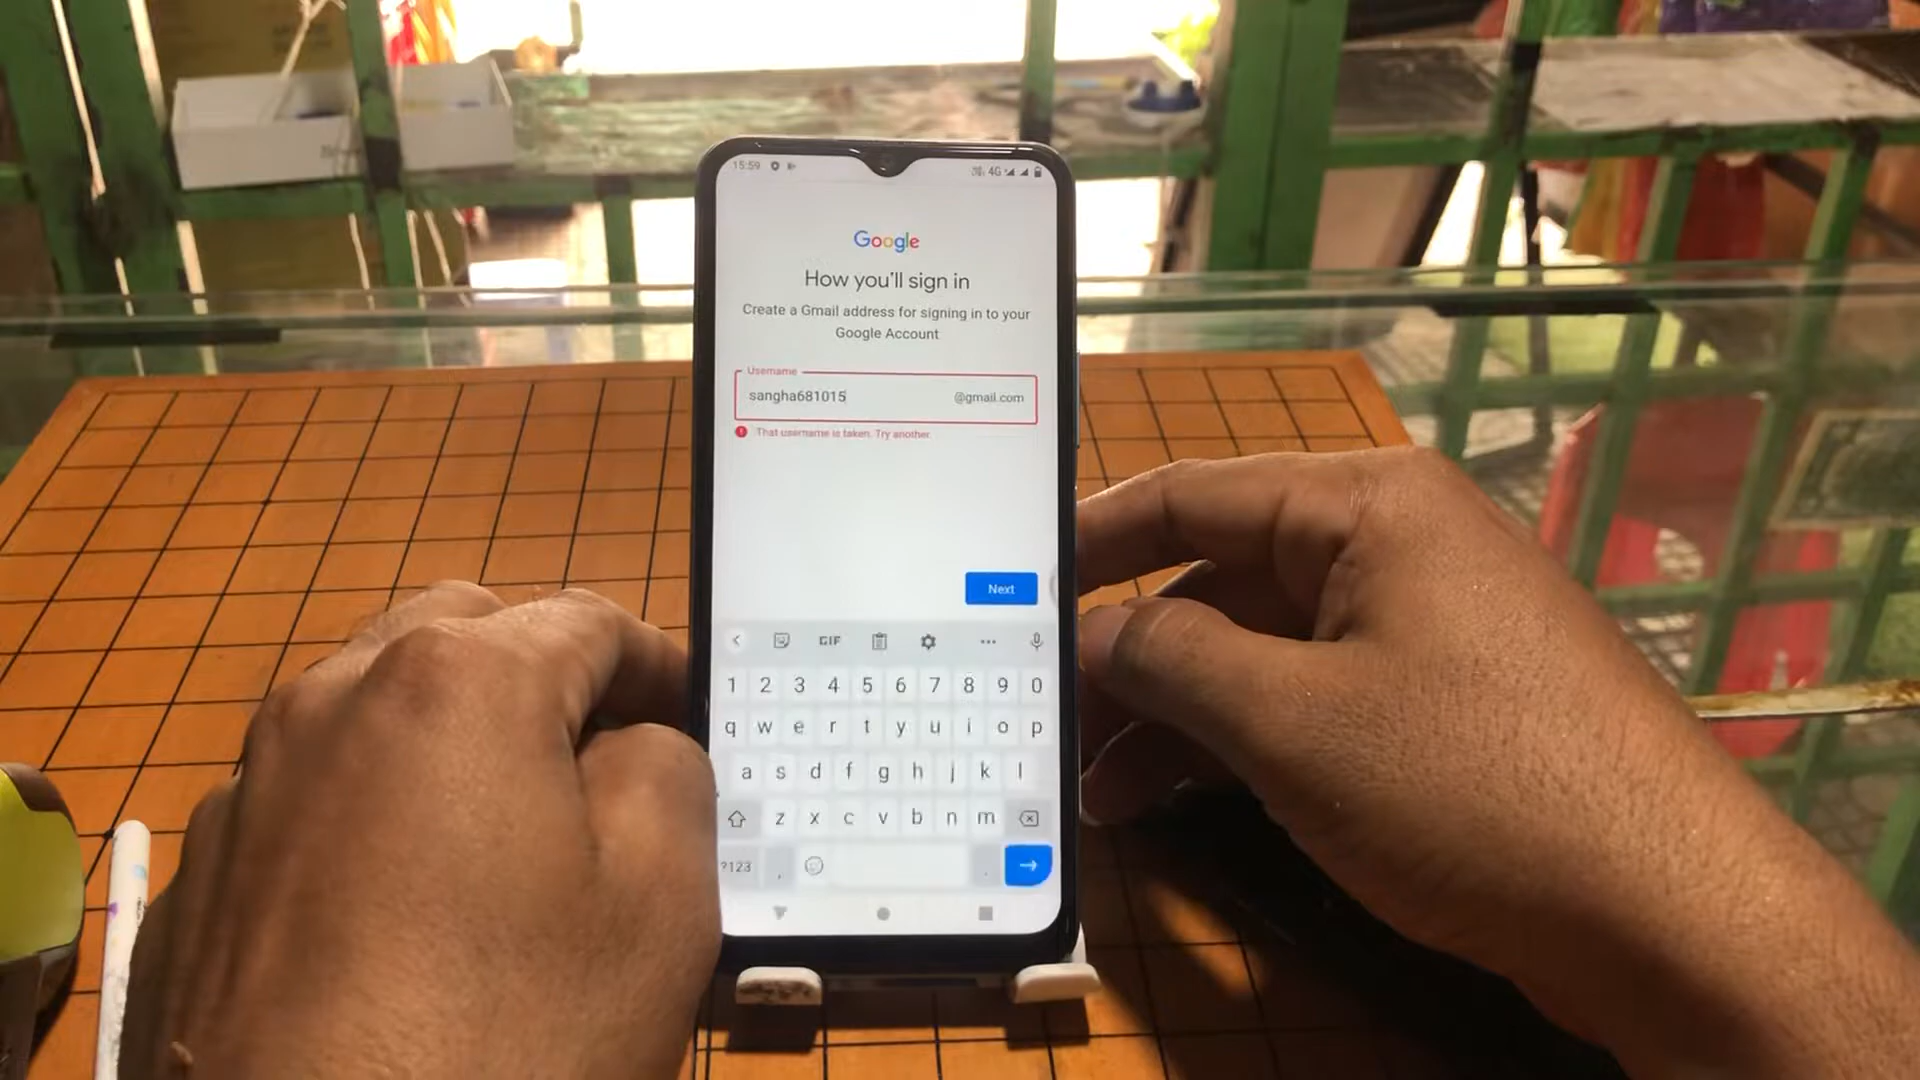 15:59 4G
Google
How you'll sign in
Create a Gmail address for signing in to your
Google Account
Username
sangha681015 @gmail.com
That username is taken. Try another.
Next
GIF
1 2 3 4 5 6 7 8 9 0
q w e r t y u i o p
a s d f g h j k l
z x c v b n m
?123 , .